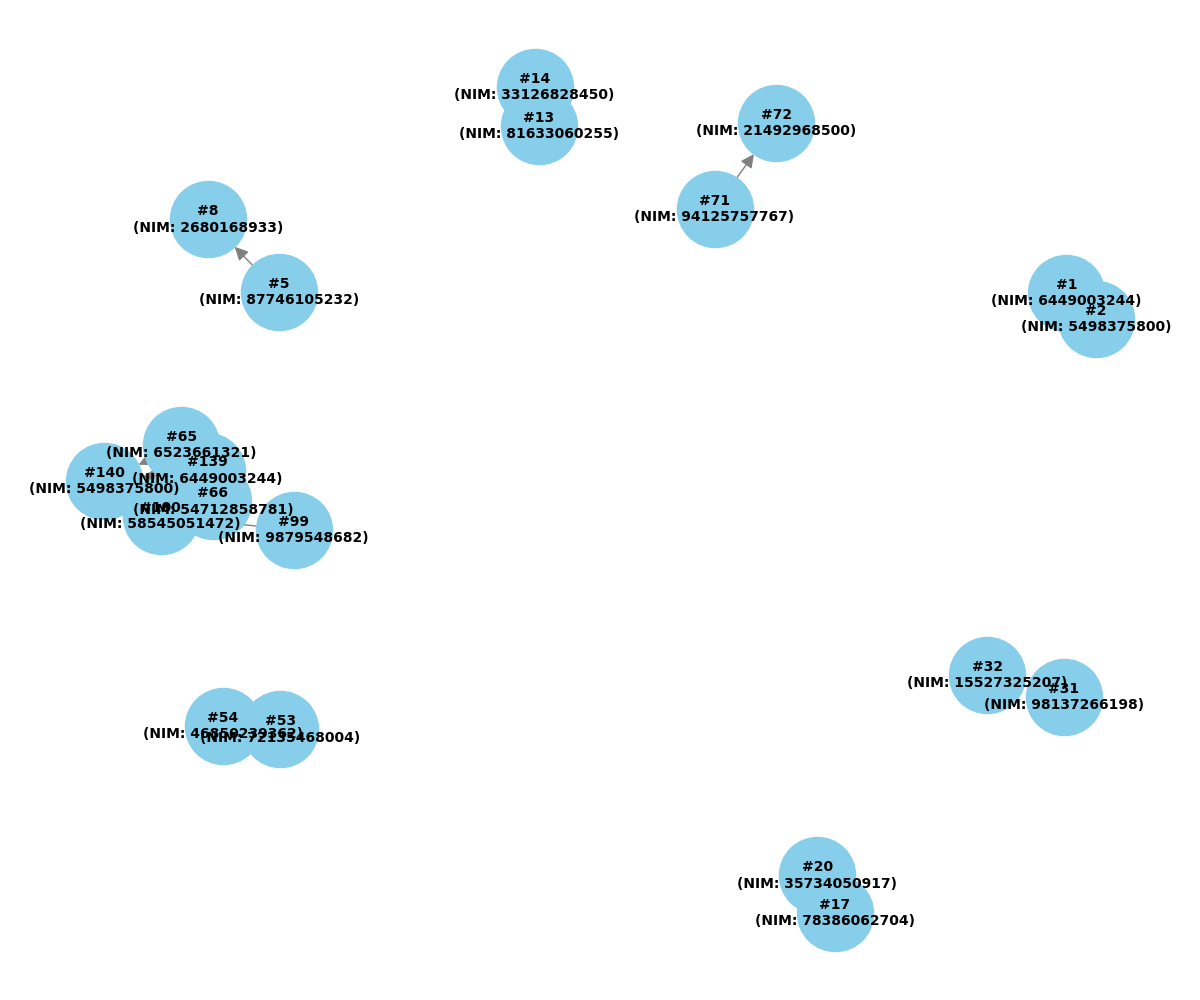 #14
(NIM: 33126828450)
#13
(NIM: 81633060255)
#72
(NIM: 21492968500)
#71
(NIM: 94125757767)
#8
(NIM: 2680168933)
#5
(NIM: 87746105232)
#1
(NIM: 6449003244)
#2
(NIM: 5498375800)
#65
(NIM: 6523661321)
#139
(NIM: 6449003244)
#140
(NIM: 5498375800)
#66
(NIM: 54712858781)
#100
(NIM: 58545051472)
#99
(NIM: 9879548682)
#32
(NIM: 15527325207)
#31
(NIM: 98137266198)
#54
(NIM:
#53
(NIM:
#20
(NIM: 35734050917)
#17
(NIM: 78386062704)